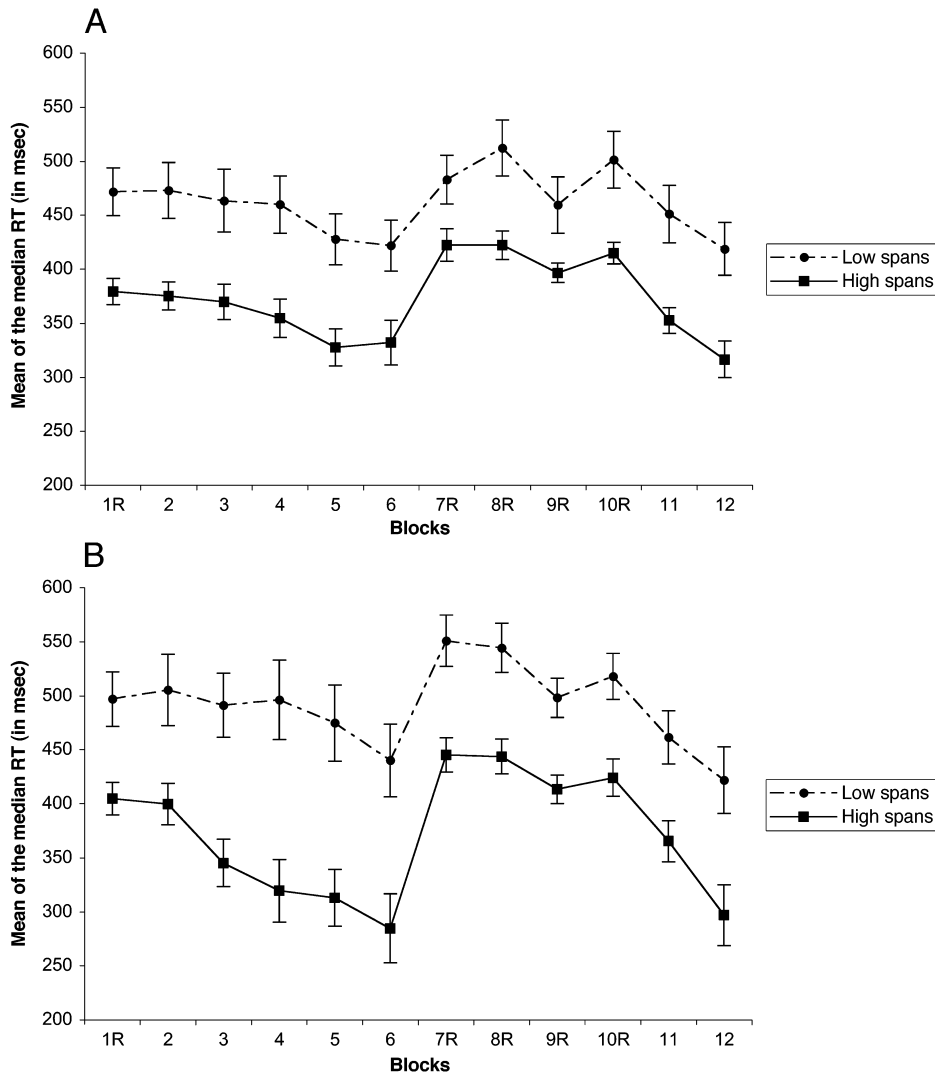 A
600
550
500
450
400
350
300
250
200
Mean of the median RT (in msec)
1R 2 3 4 5 6 7R 8R 9R 10R 11 12
Blocks
Low spans
High spans
B
600
550
500
450
400
350
300
250
200
Mean of the median RT (in msec)
1R 2 3 4 5 6 7R 8R 9R 10R 11 12
Blocks
Low spans
High spans